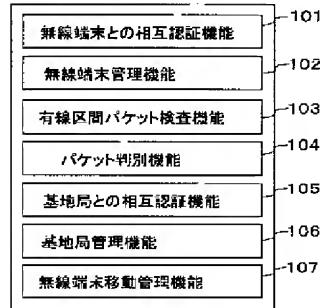 無線端末との相互認証機能 101
無線端末管理機能 102
有線区間パケット検査機能 103
パケット判別機能 104
基地局との相互認証機能 105
基地局管理機能 106
無線端末移動管理機能 107